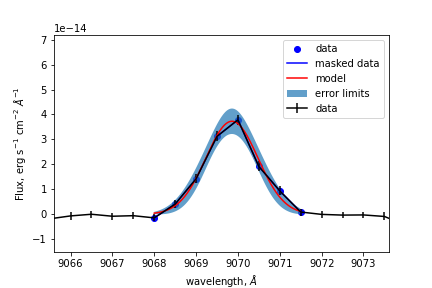 1e−14
7
6
5
4
3
2
1
0
−1
Flux, erg s⁻¹ cm⁻² Å⁻¹
data
masked data
model
error limits
data
9066 9067 9068 9069 9070 9071 9072 9073
wavelength, Å